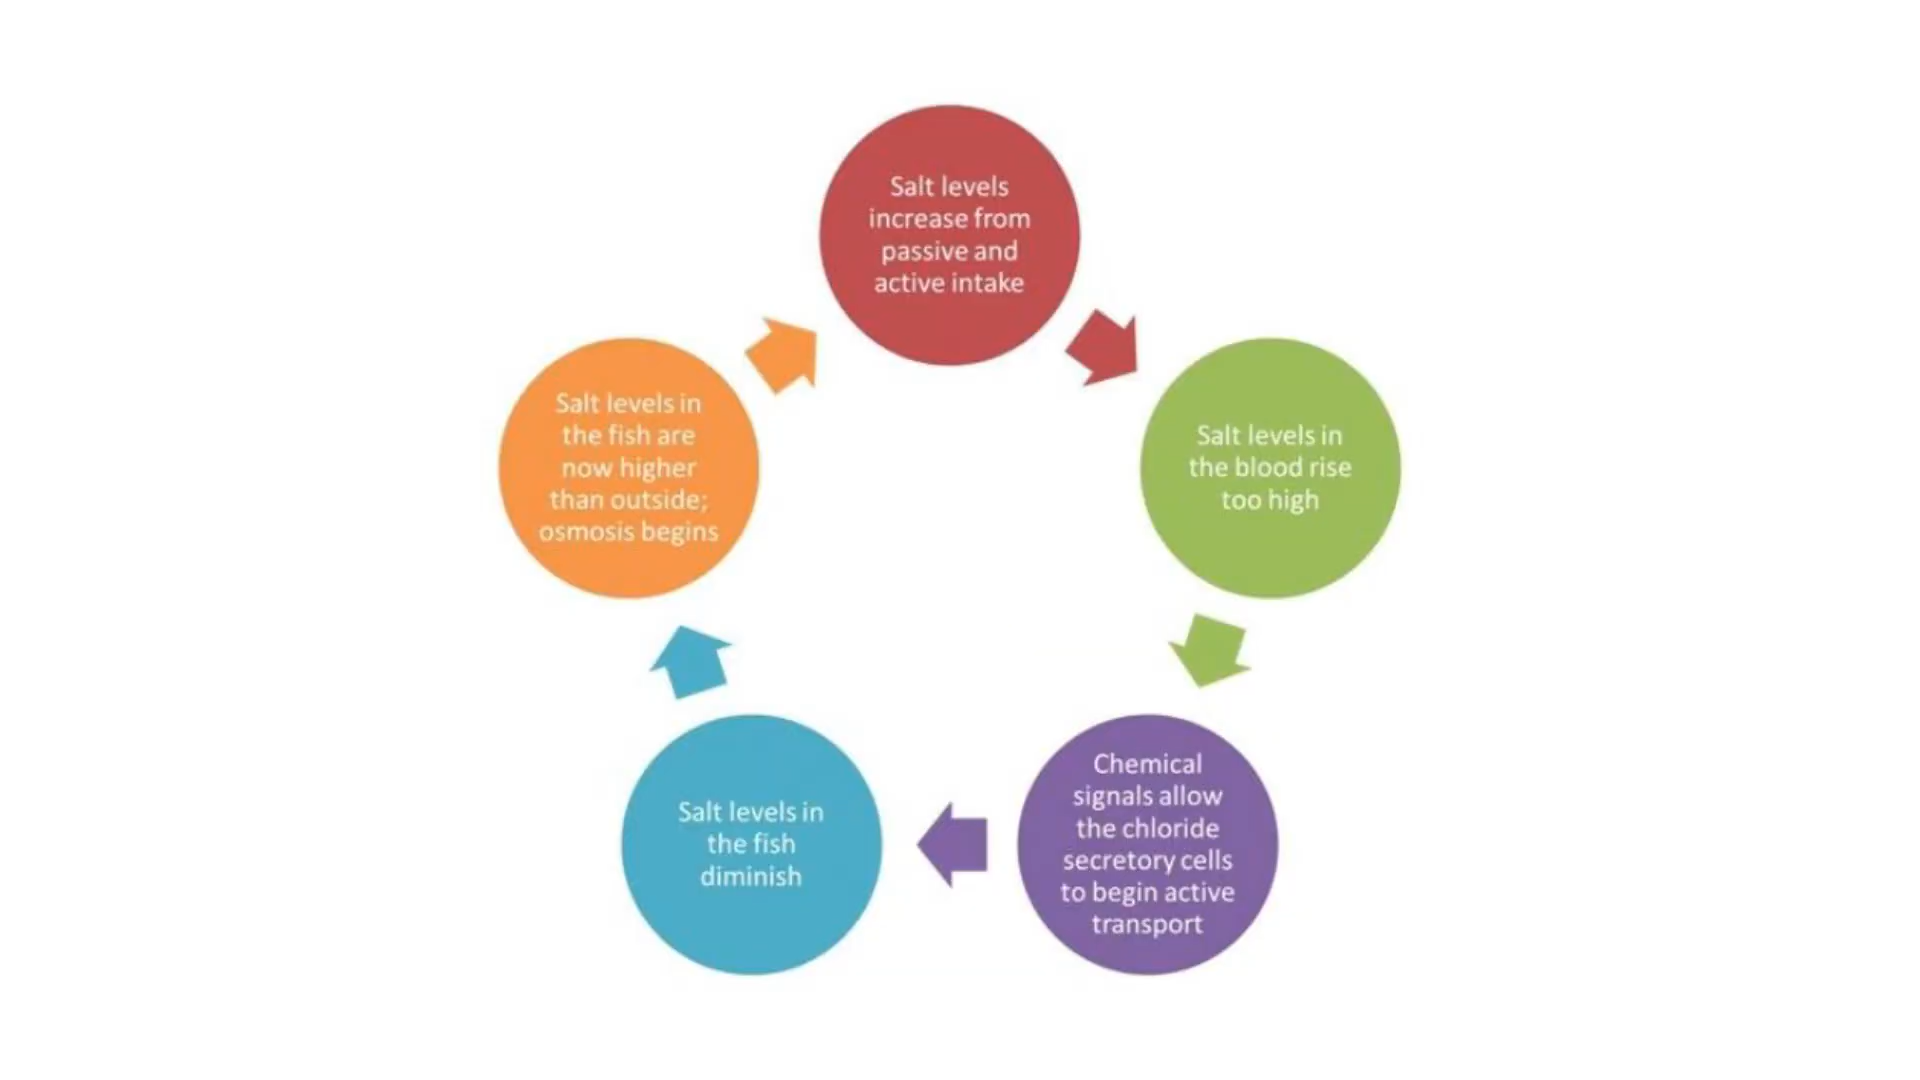 Salt levels
increase from
passive and
active intake
Salt levels in
the blood rise
too high
Chemical
signals allow
the chloride
secretory cells
to begin active
transport
Salt levels in
the fish
diminish
Salt levels in
the fish are
now higher
than outside;
osmosis begins